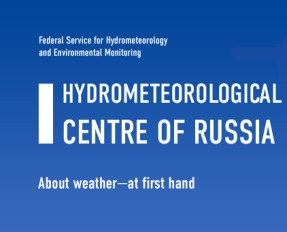 Federal Service for Hydrometeorology
and Environmental Monitoring
HYDROMETEOROLOGICAL
CENTRE OF RUSSIA
About weather—at first hand